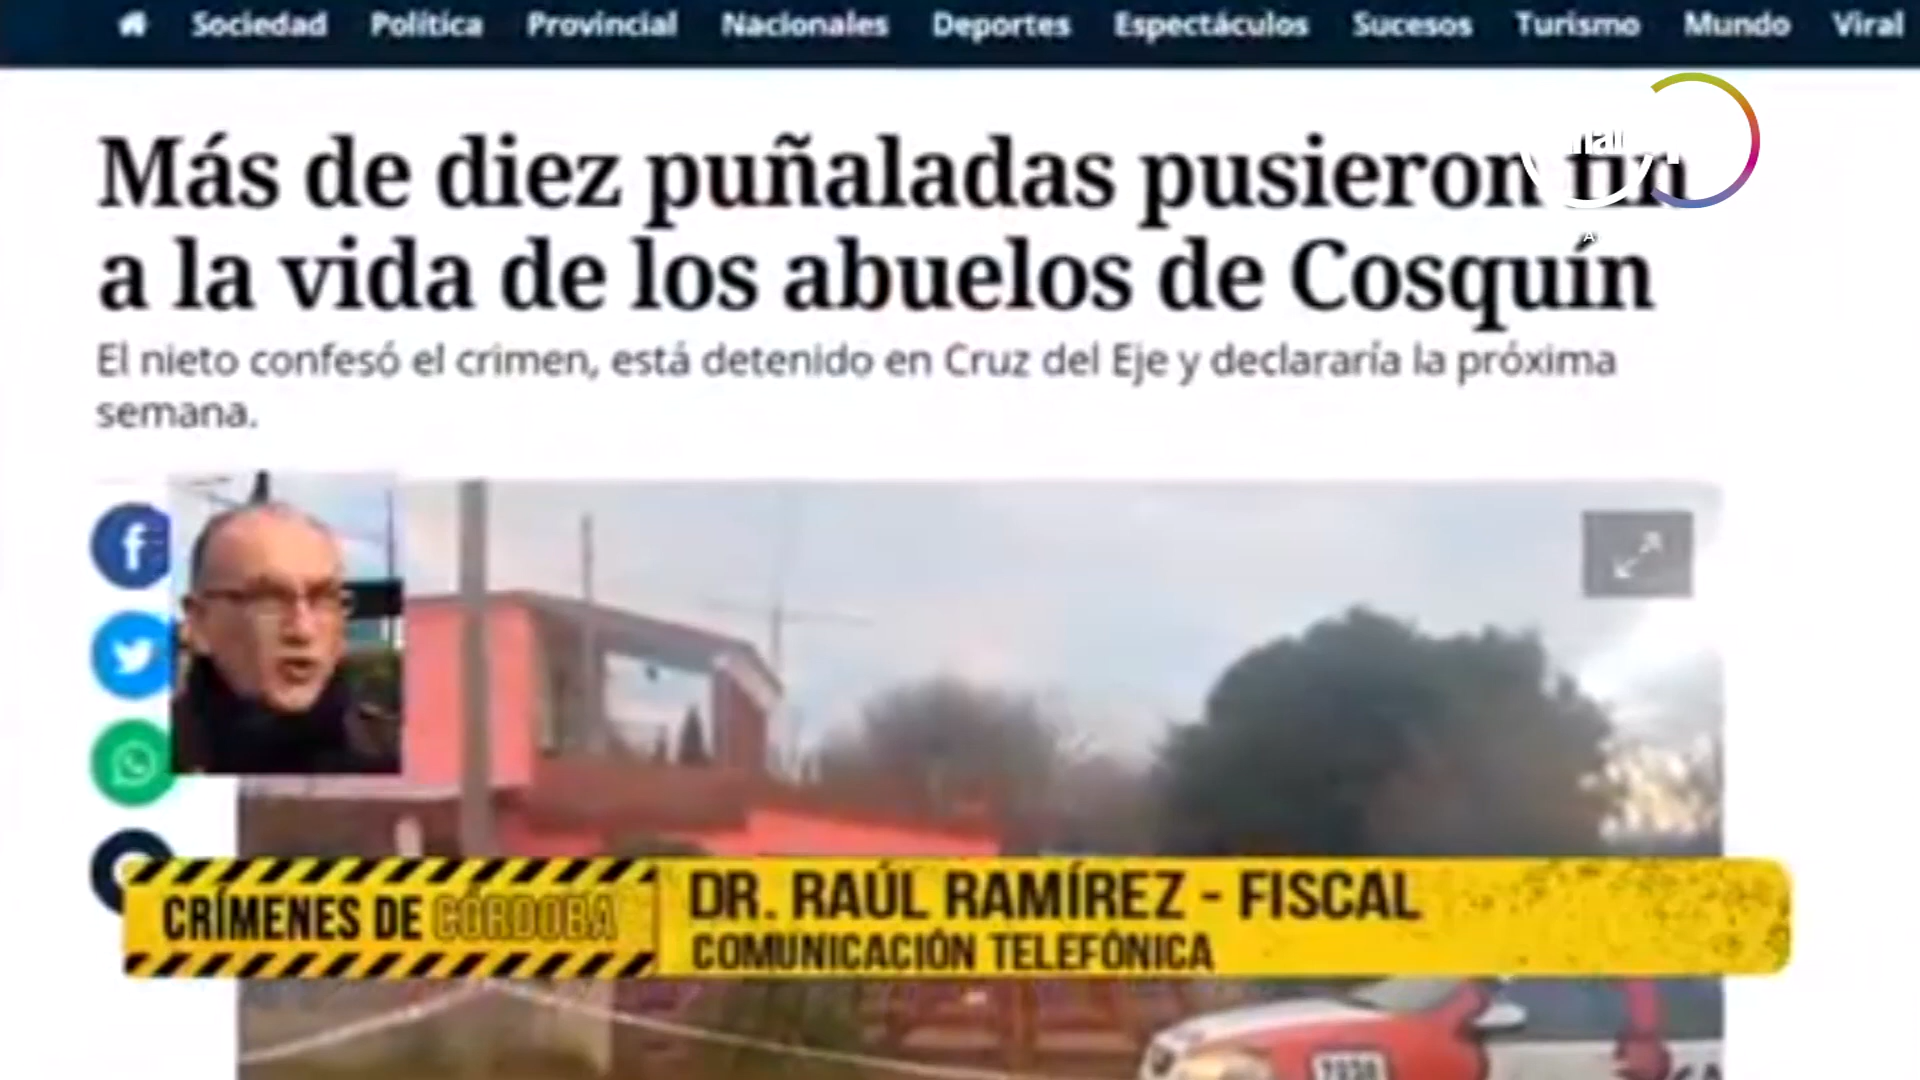 Sociedad Política Provincial Nacionales Deportes Espectáculos Sucesos Turismo Mundo Viral
Más de diez puñaladas pusieron fin
a la vida de los abuelos de Cosquín
El nieto confesó el crimen, está detenido en Cruz del Eje y declararía la próxima
semana.
CRÍMENES DE CÓRDOBA
DR. RAÚL RAMÍREZ - FISCAL
COMUNICACIÓN TELEFÓNICA